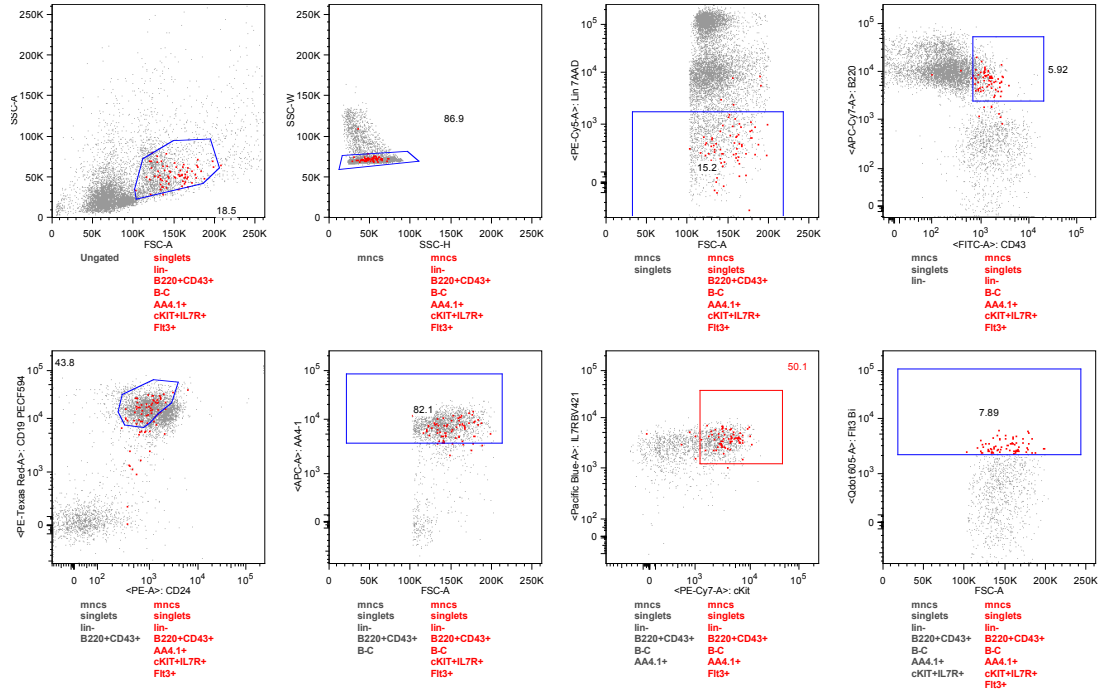 250K
200K
150K
100K
50K
0
SSC-A
18.5
0 50K 100K 150K 200K 250K
FSC-A
Ungated
singlets
lin-
B220+CD43+
B-C
AA4.1+
cKIT+IL7R+
Flt3+
250K
200K
150K
100K
50K
0
SSC-W
86.9
0 50K 100K 150K 200K 250K
SSC-H
mncs
mncs
lin-
B220+CD43+
B-C
AA4.1+
cKIT+IL7R+
Flt3+
10^5
10^4
10^3
0
<PE-Cy5-A>: Lin 7AAD
15.2
0 50K 100K 150K 200K 250K
FSC-A
mncs
singlets
mncs
singlets
B220+CD43+
B-C
AA4.1+
cKIT+IL7R+
Flt3+
10^5
10^4
10^3
10^2
0
<APC-Cy7-A>: B220
5.92
0 10^2 10^3 10^4 10^5
<FITC-A>: CD43
mncs
singlets
lin-
mncs
singlets
lin-
B-C
AA4.1+
cKIT+IL7R+
Flt3+
43.8
10^5
10^4
10^3
0
<PE-Texas Red-A>: CD19 PECF594
0 10^2 10^3 10^4 10^5
<PE-A>: CD24
mncs
singlets
lin-
B220+CD43+
mncs
singlets
lin-
B220+CD43+
AA4.1+
cKIT+IL7R+
Flt3+
10^5
10^4
10^3
0
<APC-A>: AA4-1
82.1
0 50K 100K 150K 200K 250K
FSC-A
mncs
singlets
lin-
B220+CD43+
B-C
mncs
singlets
lin-
B220+CD43+
B-C
cKIT+IL7R+
Flt3+
50.1
10^5
10^4
10^3
10^2
0
<Pacific Blue-A>: IL7RBV421
0 10^3 10^4 10^5
<PE-Cy7-A>: cKit
mncs
singlets
lin-
B220+CD43+
B-C
AA4.1+
mncs
singlets
lin-
B220+CD43+
B-C
AA4.1+
Flt3+
10^5
10^4
10^3
0
<Qdot 605-A>: Flt3 Bi
7.89
0 50K 100K 150K 200K 250K
FSC-A
mncs
singlets
lin-
B220+CD43+
B-C
AA4.1+
cKIT+IL7R+
mncs
singlets
lin-
B220+CD43+
B-C
AA4.1+
cKIT+IL7R+
Flt3+